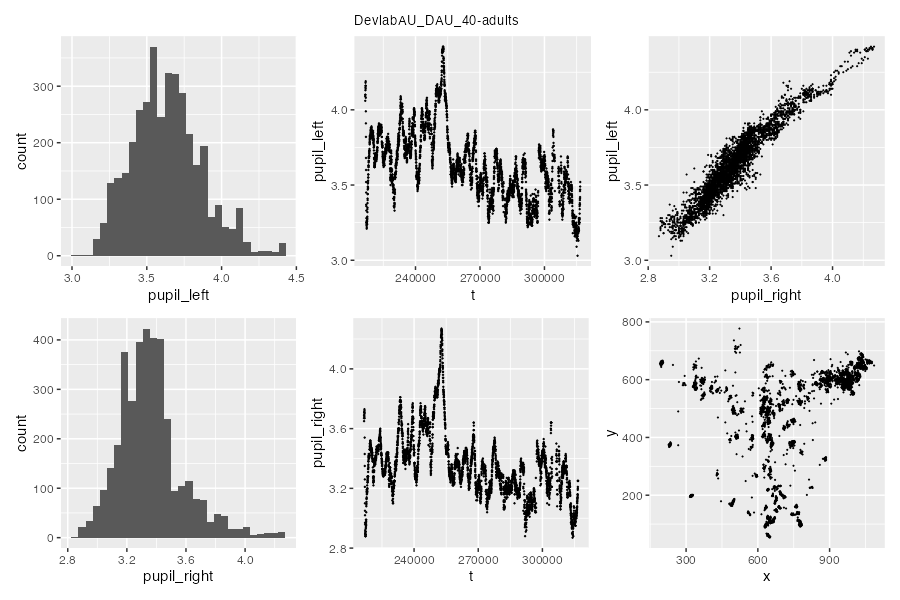 DevlabAU_DAU_40-adults
300
200
100
0
count
3.0 3.5 4.0 4.5
pupil_left
4.0
3.5
3.0
pupil_left
240000 270000 300000
t
4.0
3.5
3.0
pupil_left
2.8 3.2 3.6 4.0
pupil_right
400
300
200
100
0
count
2.8 3.2 3.6 4.0
pupil_right
4.0
3.6
3.2
2.8
pupil_right
240000 270000 300000
t
800
600
400
200
y
300 600 900
x